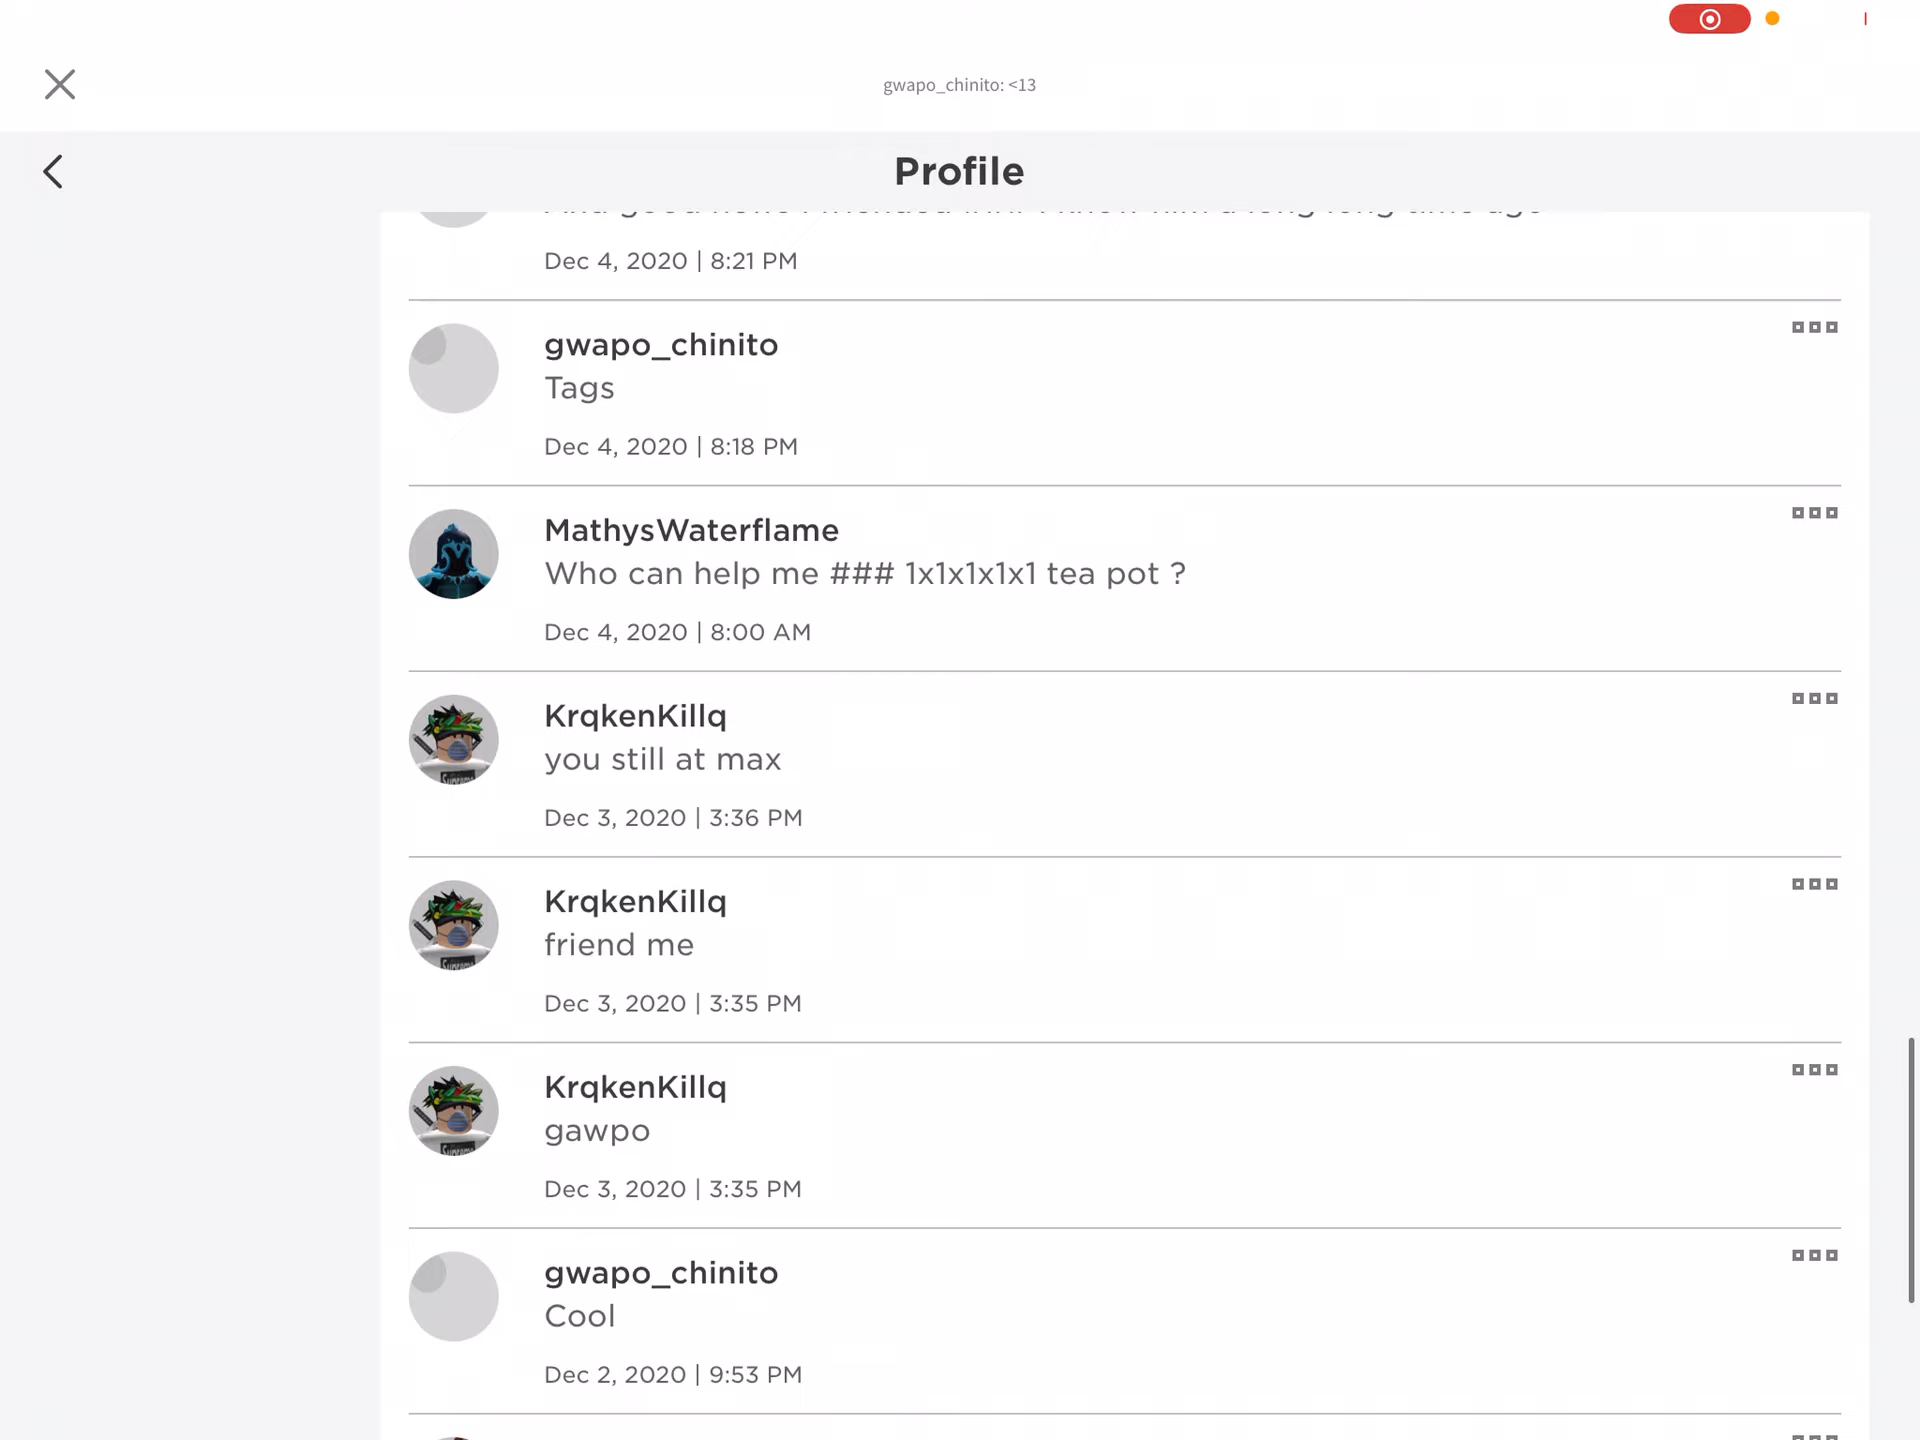 gwapo_chinito: <13
Profile
Dec 4, 2020 | 8:21 PM
gwapo_chinito
Tags
Dec 4, 2020 | 8:18 PM
MathysWaterflame
Who can help me ### 1x1x1x1x1 tea pot ?
Dec 4, 2020 | 8:00 AM
KrqkenKillq
you still at max
Dec 3, 2020 | 3:36 PM
KrqkenKillq
friend me
Dec 3, 2020 | 3:35 PM
KrqkenKillq
gawpo
Dec 3, 2020 | 3:35 PM
gwapo_chinito
Cool
Dec 2, 2020 | 9:53 PM